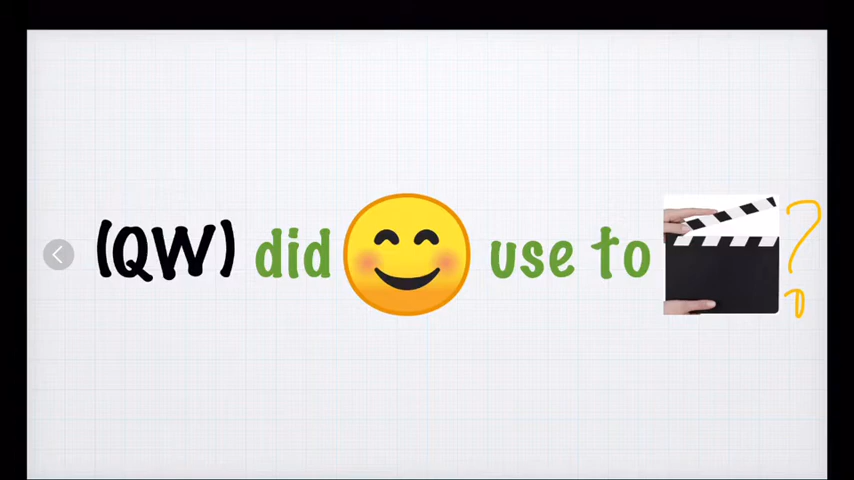 (QW) did 😊 use to 🎬 ?